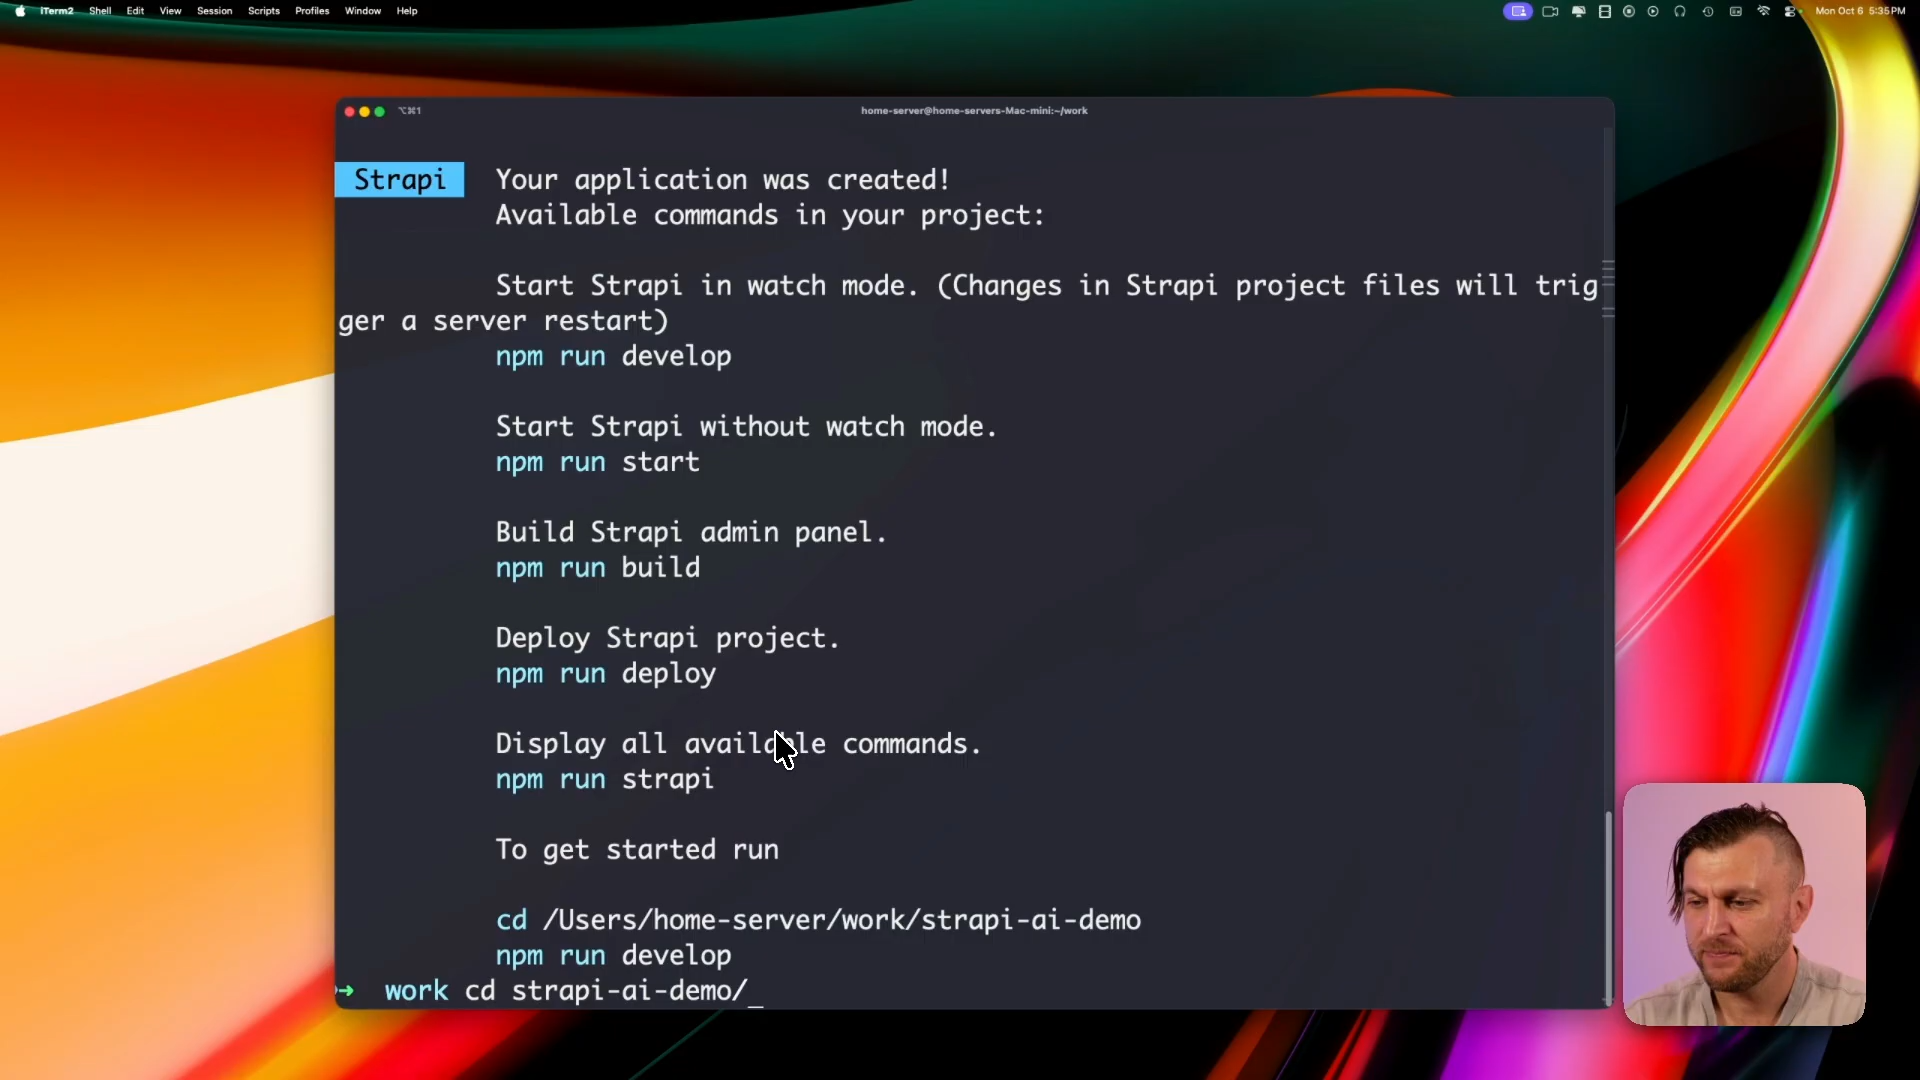 iTerm2 Shell Edit View Session Scripts Profiles Window Help
Mon Oct 6 5:35PM
⌥⌘1
home-server@home-servers-Mac-mini:~/work
Strapi Your application was created!
Available commands in your project:
Start Strapi in watch mode. (Changes in Strapi project files will trig
ger a server restart)
npm run develop
Start Strapi without watch mode.
npm run start
Build Strapi admin panel.
npm run build
Deploy Strapi project.
npm run deploy
Display all available commands.
npm run strapi
To get started run
cd /Users/home-server/work/strapi-ai-demo
npm run develop
➜ work cd strapi-ai-demo/_